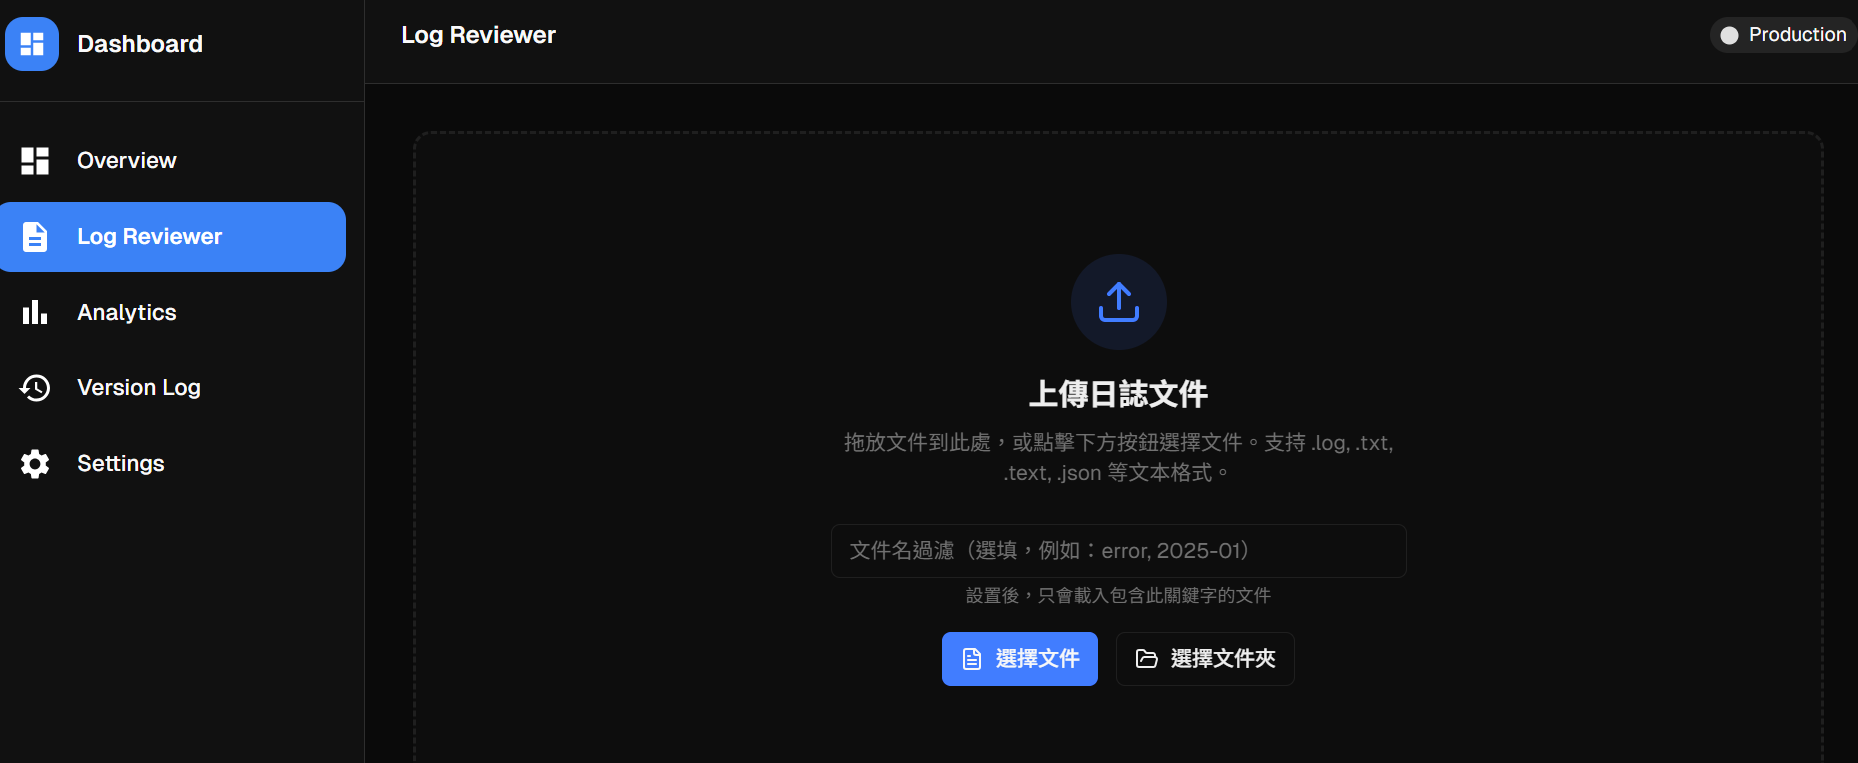 Dashboard
Log Reviewer
Production
Overview
Log Reviewer
Analytics
Version Log
Settings
上傳日誌文件
拖放文件到此處，或點擊下方按鈕選擇文件。支持 .log, .txt,
.text, .json 等文本格式。
文件名過濾（選填，例如：error, 2025-01）
設置後，只會載入包含此關鍵字的文件
選擇文件
選擇文件夾